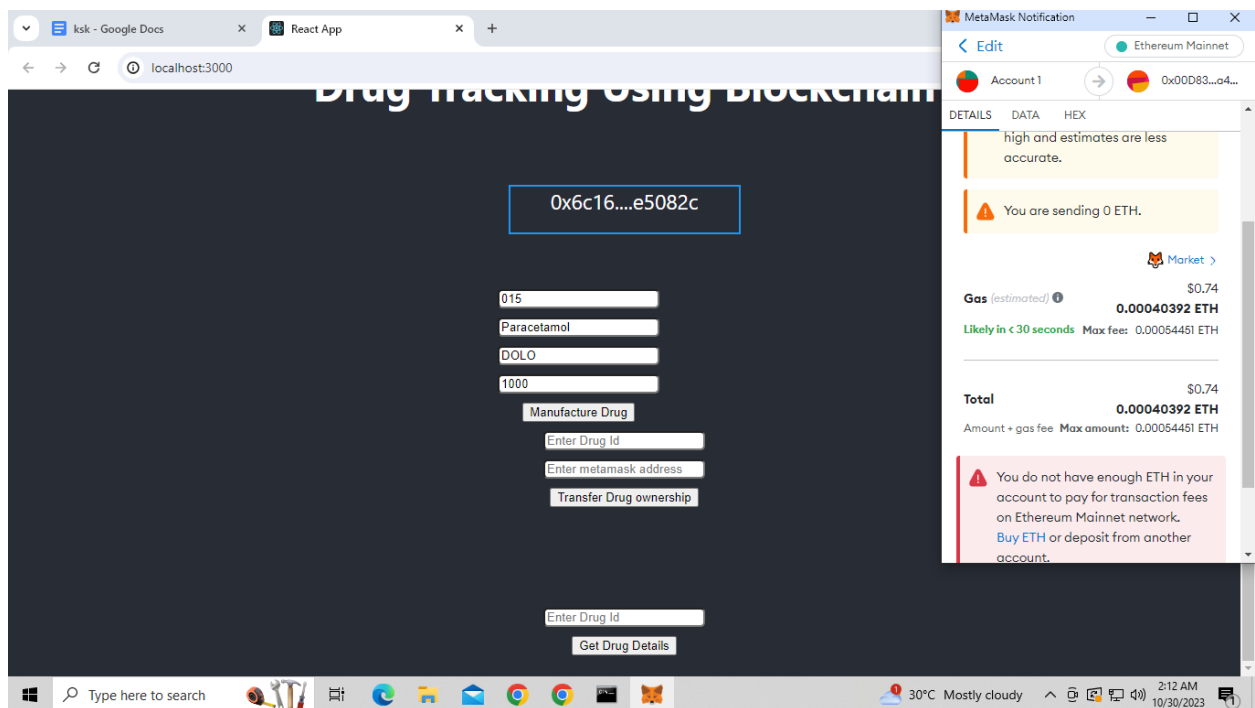 ksk - Google Docs
React App
localhost:3000
Drug Tracking Using Blockchain
0x6c16....e5082c
015
Paracetamol
DOLO
1000
Manufacture Drug
Enter Drug Id
Enter metamask address
Transfer Drug ownership
Enter Drug Id
Get Drug Details
MetaMask Notification
Edit
Ethereum Mainnet
Account 1
0x00D83...a4...
DETAILS DATA HEX
high and estimates are less
accurate.
You are sending 0 ETH.
Market >
$0.74
Gas (estimated) 0.00040392 ETH
Likely in < 30 seconds Max fee: 0.00054451 ETH
$0.74
Total 0.00040392 ETH
Amount + gas fee Max amount: 0.00054451 ETH
You do not have enough ETH in your
account to pay for transaction fees
on Ethereum Mainnet network.
Buy ETH or deposit from another
account.
Type here to search
30°C Mostly cloudy
2:12 AM
10/30/2023